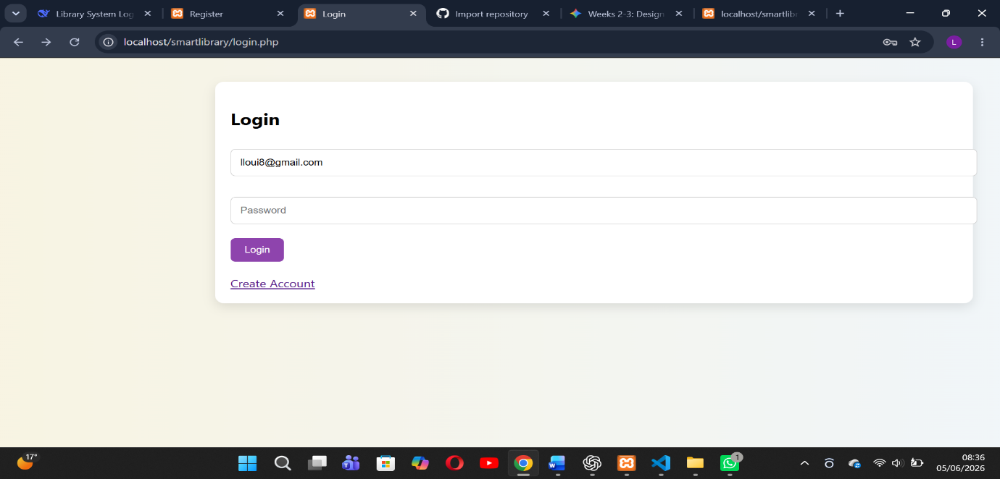 Library System Log
Register
Login
Import repository
Weeks 2-3: Design
localhost/smartlibr
localhost/smartlibrary/login.php
L
Login
lloui8@gmail.com
Password
Login
Create Account
17°
1
08:36
05/06/2026